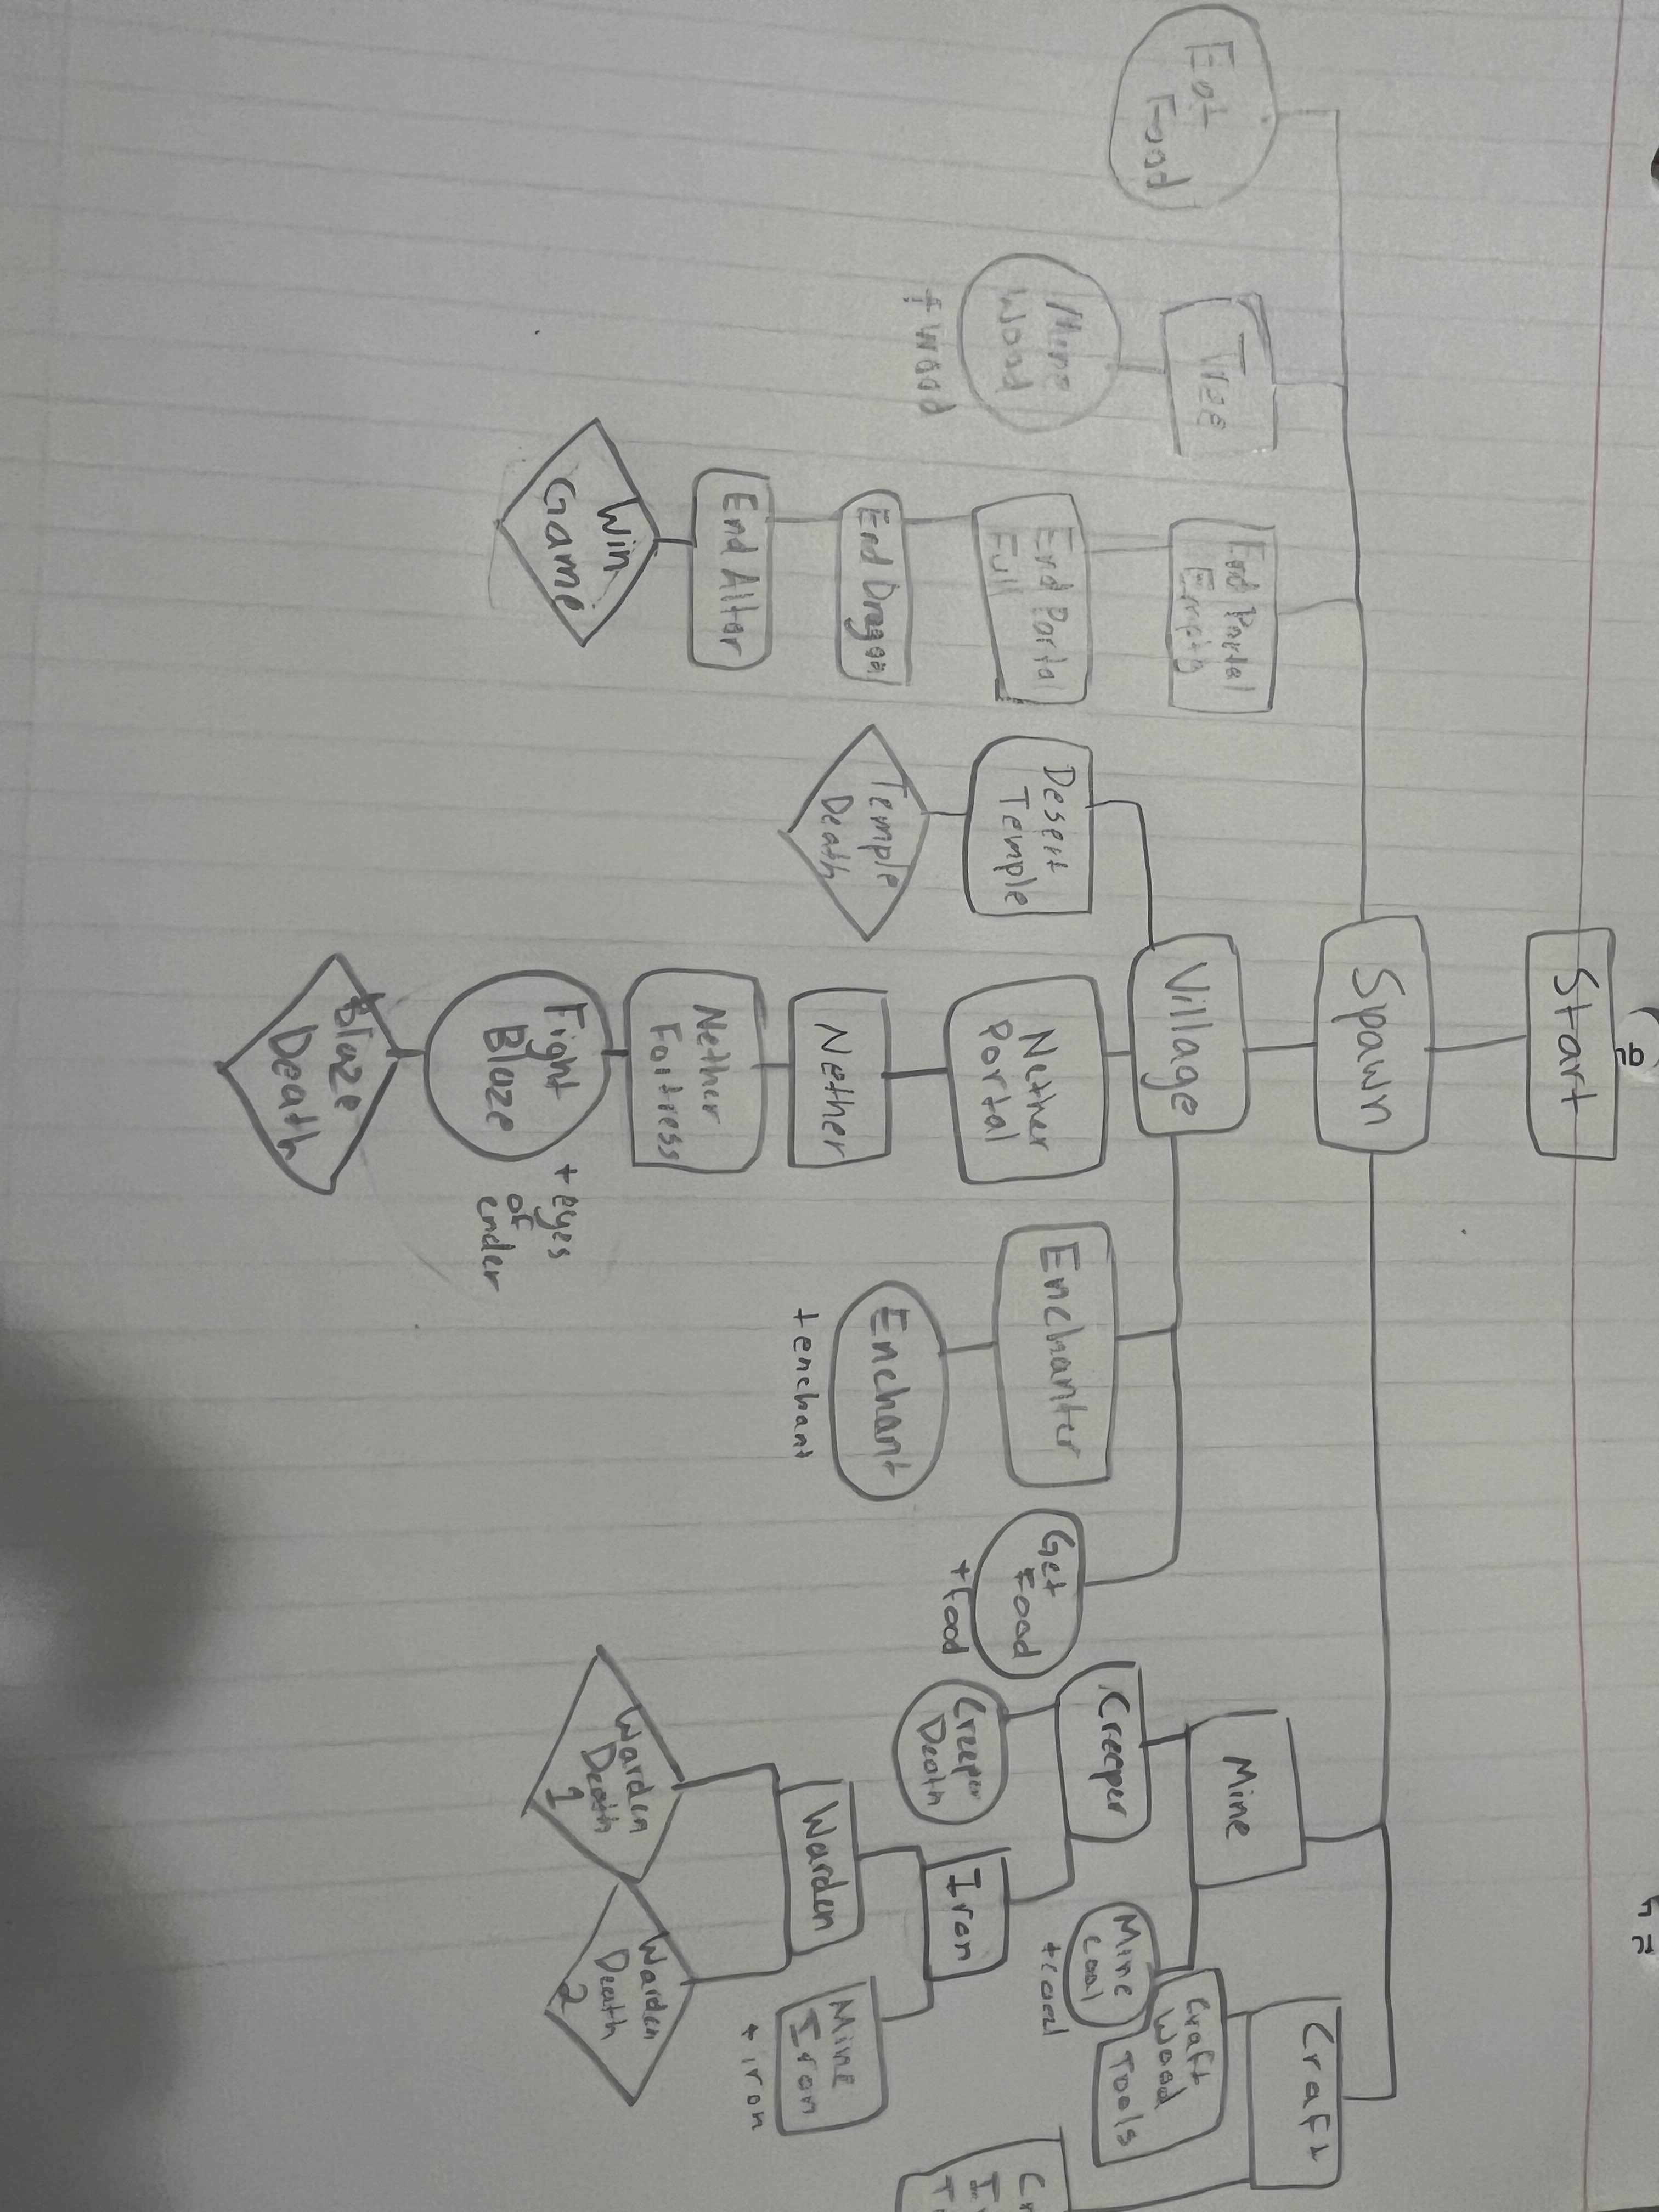 Start
Spawn
Eat
Food
Tree
Mine
Wood
+ wood
End Portal
Empty
End Portal
Full
End Dragon
End Altar
Win
Game
Village
Desert
Temple
Temple
Death
Nether
Portal
Nether
Nether
Fortress
Fight
Blaze
+ eyes
of
ender
Blaze
Death
Enchanter
Enchant
+ enchant
Get
Food
+ food
Mine
Creeper
Creeper
Death
Mine
Coal
+ coal
Iron
Warden
Warden
Death
1
Warden
Death
2
Mine
Iron
+ iron
Craft
Craft
Wood
Tools